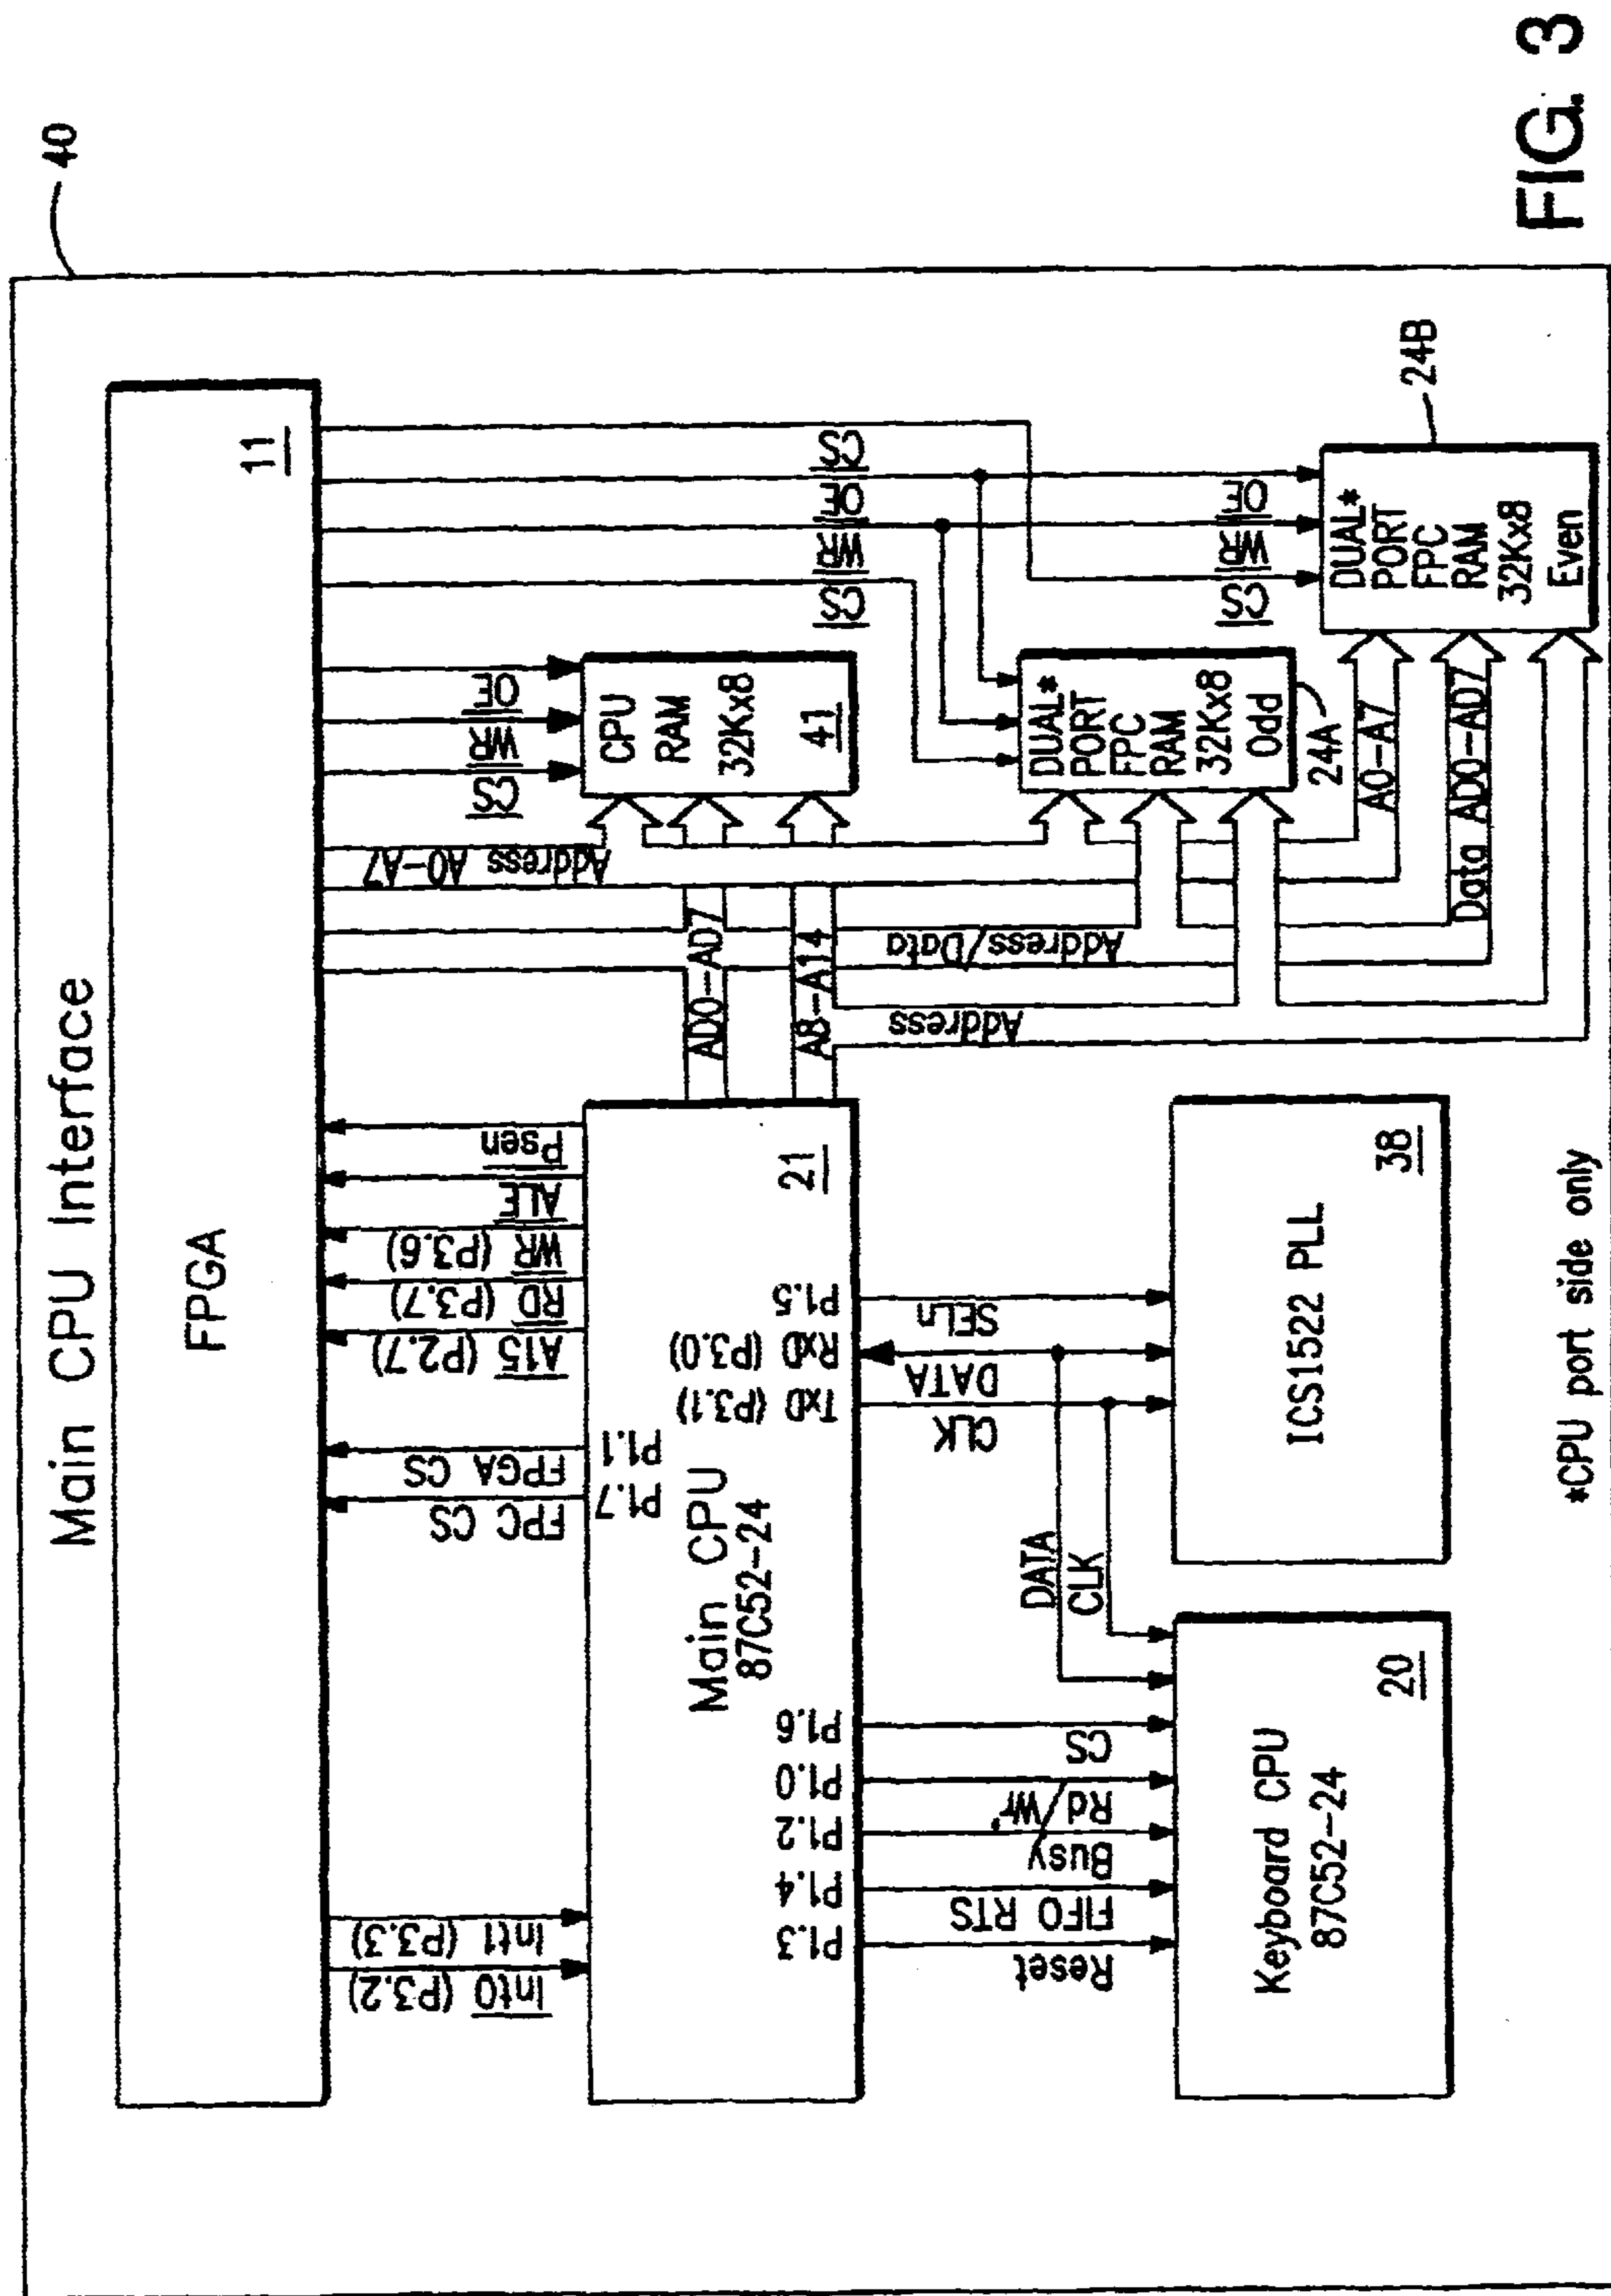 Main CPU Interface
40
FPGA
11
Int0 (P3.2)
Int1 (P3.3)
FPC CS
FPGA CS
A15 (P2.7)
RD (P3.7)
WR (P3.6)
ALE
Psen
P1.7
P1.1
Main CPU
87C52-24
21
P1.3
P1.4
P1.2
P1.0
P1.6
TxD (P3.1)
RxD (P3.0)
P1.5
Reset
FIFO RTS
Busy
Rd/Wr
CS
DATA
CLK
CLK
DATA
SELn
Keyboard CPU
87C52-24
20
ICS1522 PLL
38
AD0-AD7
A8-A14
Address A0-A7
Address/Data
Address
CS
WR
OE
CPU
RAM
32Kx8
41
CS
WR
OE
CS
DUAL*
PORT
FPC
RAM
32Kx8
Odd
24A
CS
WR
OE
DUAL*
PORT
FPC
RAM
32Kx8
Even
24B
A0-A7
Data AD0-AD7
*CPU port side only
FIG. 3